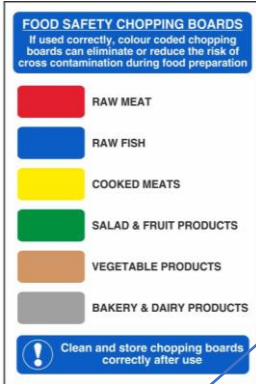 FOOD SAFETY CHOPPING BOARDS
If used correctly, colour coded chopping
boards can eliminate or reduce the risk of
cross contamination during food preparation
RAW MEAT
RAW FISH
COOKED MEATS
SALAD & FRUIT PRODUCTS
VEGETABLE PRODUCTS
BAKERY & DAIRY PRODUCTS
Clean and store chopping boards
correctly after use